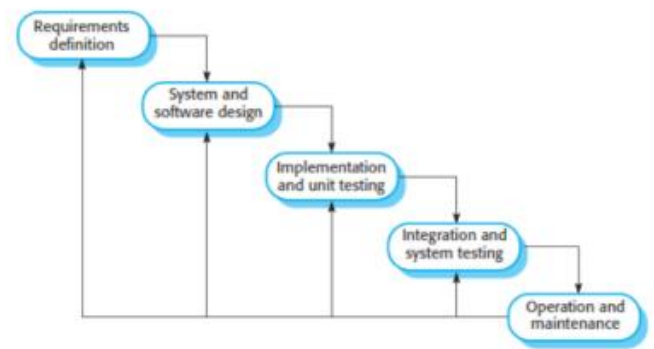 Requirements
definition
System and
software design
Implementation
and unit testing
Integration and
system testing
Operation and
maintenance